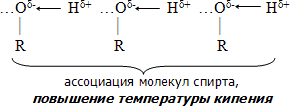 ...Oδ- ← Hδ+ ...Oδ- ← Hδ+ ...Oδ- ← Hδ+
R R R
ассоциация молекул спирта,
повышение температуры кипения